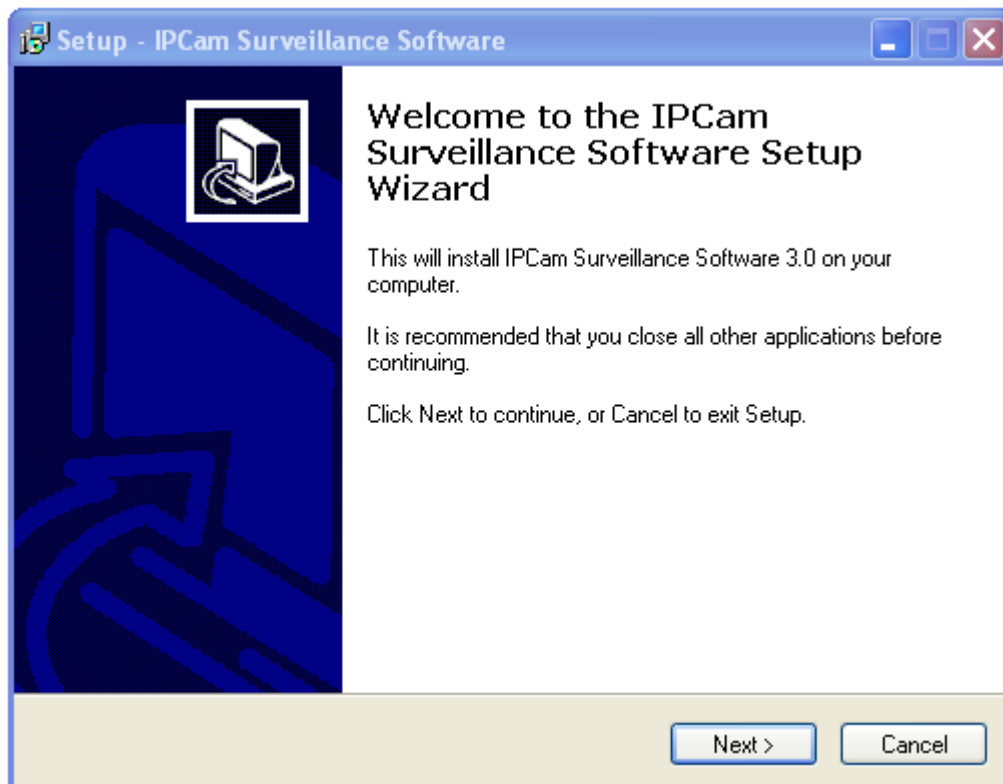 Setup - IPCam Surveillance Software
Welcome to the IPCam
Surveillance Software Setup
Wizard
This will install IPCam Surveillance Software 3.0 on your
computer.
It is recommended that you close all other applications before
continuing.
Click Next to continue, or Cancel to exit Setup.
Next >
Cancel